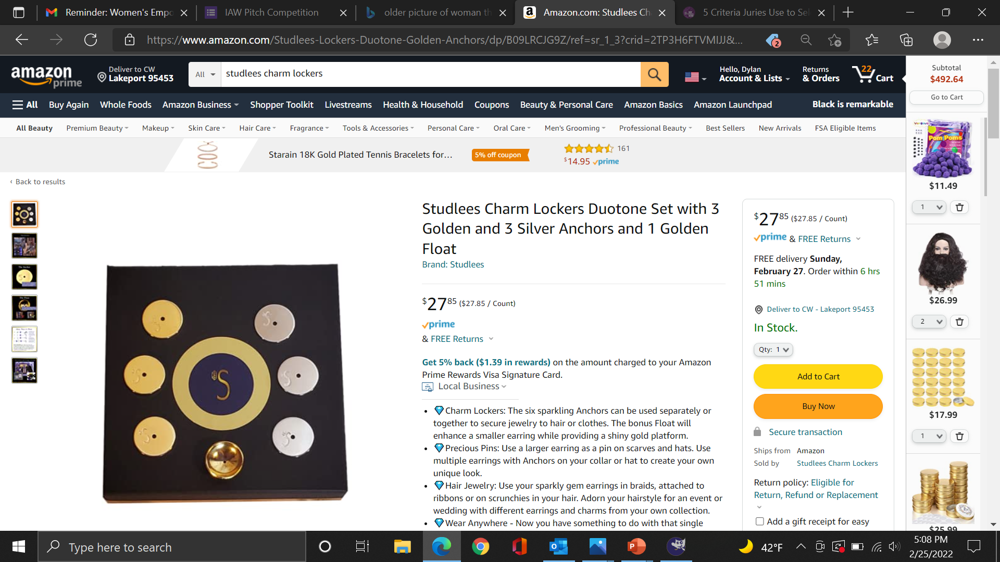 Reminder: Women's Empo
IAW Pitch Competition
older picture of woman th
Amazon.com: Studlees Ch
5 Criteria Juries Use to Sel
https://www.amazon.com/Studlees-Lockers-Duotone-Golden-Anchors/dp/B09LRCJG9Z/ref=sr_1_3?crid=2TP3H6FTVMIJJ&...
2
amazon prime
Deliver to CW
Lakeport 95453
All
studlees charm lockers
Hello, Dylan
Account & Lists
Returns
& Orders
22
Cart
Subtotal
$492.64
Go to Cart
All
Buy Again
Whole Foods
Amazon Business
Shopper Toolkit
Livestreams
Health & Household
Coupons
Beauty & Personal Care
Amazon Basics
Amazon Launchpad
Black is remarkable
All Beauty
Premium Beauty
Makeup
Skin Care
Hair Care
Fragrance
Tools & Accessories
Personal Care
Oral Care
Men's Grooming
Professional Beauty
Best Sellers
New Arrivals
FSA Eligible Items
Starain 18K Gold Plated Tennis Bracelets for...
5% off coupon
161
$14.95 prime
‹ Back to results
Studlees Charm Lockers Duotone Set with 3
Golden and 3 Silver Anchors and 1 Golden
Float
Brand: Studlees
$27.85 ($27.85 / Count)
prime
& FREE Returns
Get 5% back ($1.39 in rewards) on the amount charged to your Amazon
Prime Rewards Visa Signature Card.
Local Business
• 💎Charm Lockers: The six sparkling Anchors can be used separately or
together to secure jewelry to hair or clothes. The bonus Float will
enhance a smaller earring while providing a shiny gold platform.
• 💎Precious Pins: Use a larger earring as a pin on scarves and hats. Use
multiple earrings with Anchors on your collar or hat to create your own
unique look.
• 💎Hair Jewelry: Use your sparkly gem earrings in braids, attached to
ribbons or on scrunchies in your hair. Adorn your hairstyle for an event or
wedding with different earrings and charms from your own collection.
• 💎Wear Anywhere - Now you have something to do with that single
S
$27.85 ($27.85 / Count)
prime & FREE Returns
FREE delivery Sunday,
February 27. Order within 6 hrs
51 mins
Deliver to CW - Lakeport 95453
In Stock.
Qty: 1
Add to Cart
Buy Now
Secure transaction
Ships from Amazon
Sold by Studlees Charm Lockers
Return policy: Eligible for
Return, Refund or Replacement
Add a gift receipt for easy
Pom Poms
$11.49
1
$26.99
2
$17.99
1
$25.99
Type here to search
42°F
5:08 PM
2/25/2022